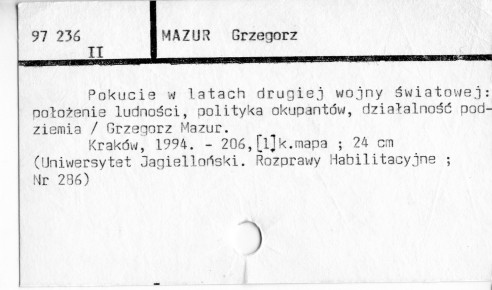 97 236
II
MAZUR Grzegorz
Pokucie w latach drugiej wojny światowej:
położenie ludności, polityka okupantów, działalność pod-
ziemia / Grzegorz Mazur.
Kraków, 1994. - 206,[1]k.mapa ; 24 cm
(Uniwersytet Jagielloński. Rozprawy Habilitacyjne ;
Nr 286)